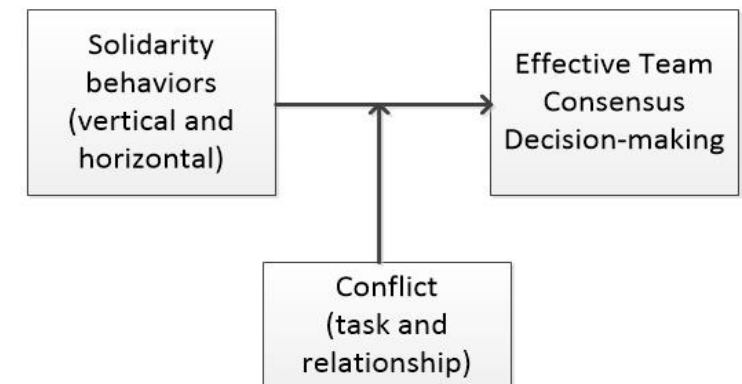 Solidarity
behaviors
(vertical and
horizontal)
Effective Team
Consensus
Decision-making
Conflict
(task and
relationship)